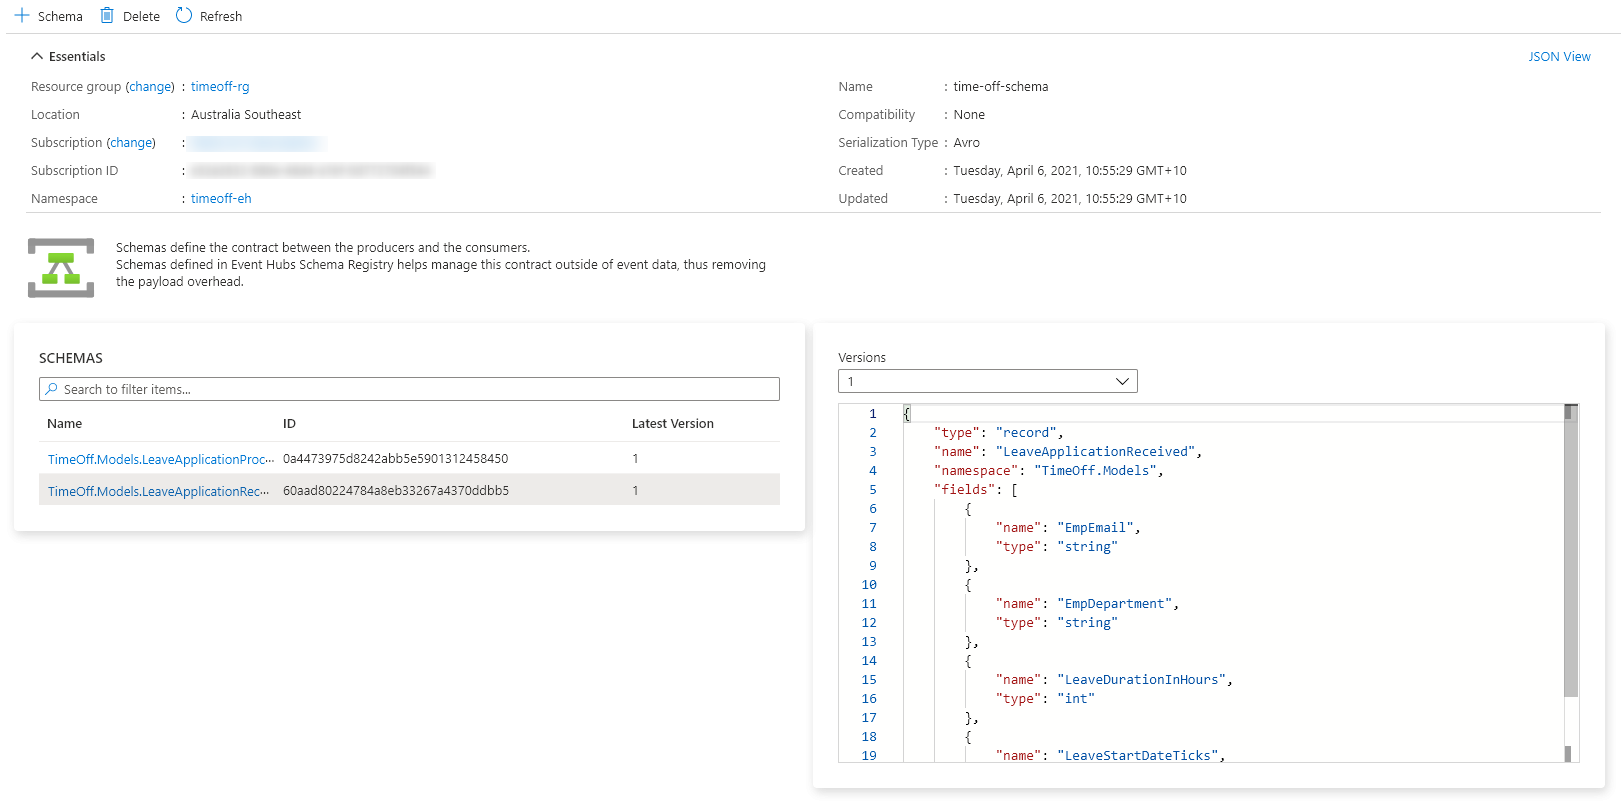 Schema Delete Refresh
Essentials JSON View
Resource group (change) : timeoff-rg
Location : Australia Southeast
Subscription (change) :
Subscription ID :
Namespace : timeoff-eh
Name : time-off-schema
Compatibility : None
Serialization Type : Avro
Created : Tuesday, April 6, 2021, 10:55:29 GMT+10
Updated : Tuesday, April 6, 2021, 10:55:29 GMT+10
Schemas define the contract between the producers and the consumers.
Schemas defined in Event Hubs Schema Registry helps manage this contract outside of event data, thus removing
the payload overhead.
SCHEMAS
Search to filter items...
Name ID Latest Version
TimeOff.Models.LeaveApplicationProc... 0a4473975d8242abb5e5901312458450 1
TimeOff.Models.LeaveApplicationRec... 60aad80224784a8eb33267a4370ddbb5 1
Versions
1
1 {
2 "type": "record",
3 "name": "LeaveApplicationReceived",
4 "namespace": "TimeOff.Models",
5 "fields": [
6 {
7 "name": "EmpEmail",
8 "type": "string"
9 },
10 {
11 "name": "EmpDepartment",
12 "type": "string"
13 },
14 {
15 "name": "LeaveDurationInHours",
16 "type": "int"
17 },
18 {
19 "name": "LeaveStartDateTicks",